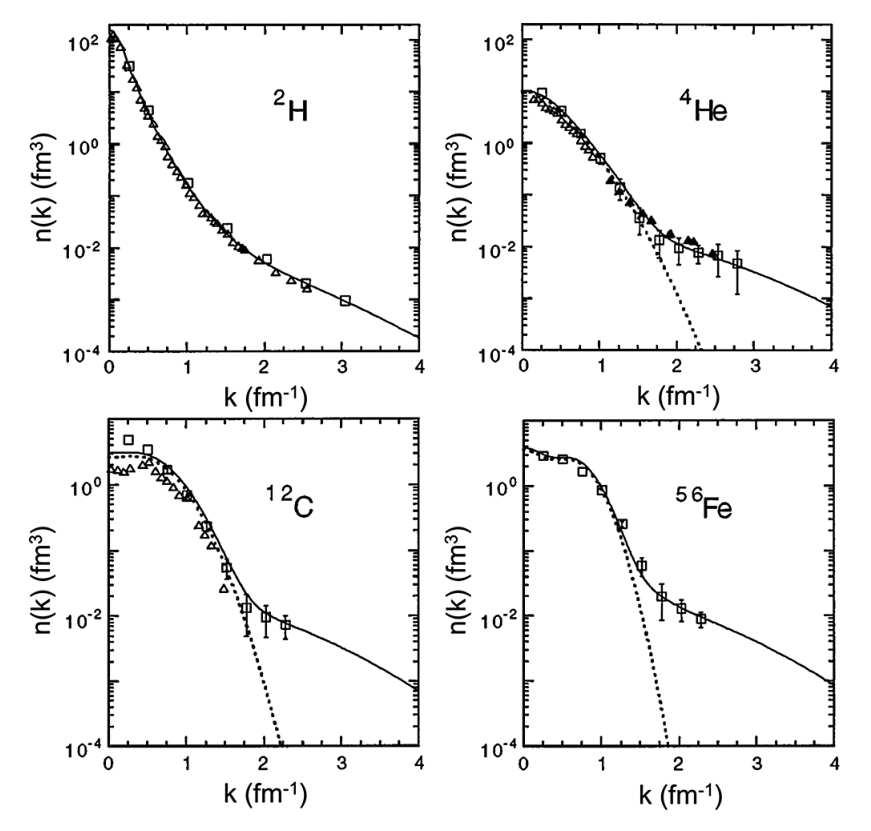 10²
10⁰
10⁻²
10⁻⁴
n(k) (fm³)
²H
0 1 2 3 4
k (fm⁻¹)
10²
10⁰
10⁻²
10⁻⁴
n(k) (fm³)
⁴He
0 1 2 3 4
k (fm⁻¹)
10⁰
10⁻²
10⁻⁴
n(k) (fm³)
¹²C
0 1 2 3 4
k (fm⁻¹)
10⁰
10⁻²
10⁻⁴
n(k) (fm³)
⁵⁶Fe
0 1 2 3 4
k (fm⁻¹)